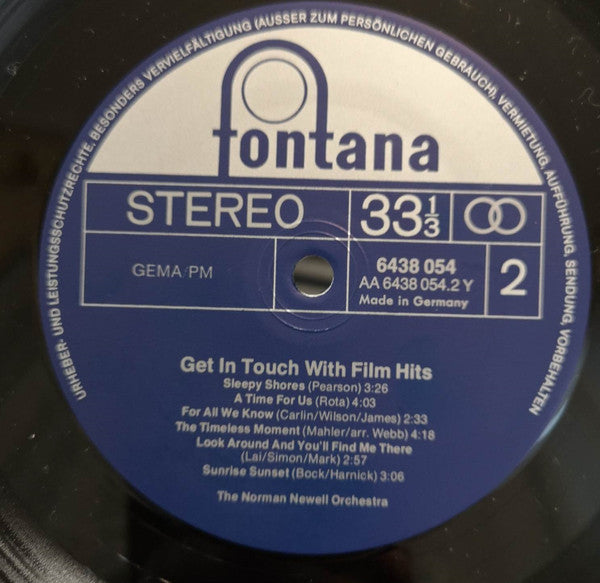 URHEBER- UND LEISTUNGSSCHUTZRECHTE, BESONDERS VERVIELFÄLTIGUNG (AUSSER ZUM PERSÖNLICHEN GEBRAUCH), VERMIETUNG, AUFFÜHRUNG, SENDUNG, VORBEHALTEN
fontana
STEREO 33 1/3
GEMA/PM
6438 054
AA 6438 054.2 Y
Made in Germany
2
Get In Touch With Film Hits
Sleepy Shores (Pearson) 3:26
A Time For Us (Rota) 4:03
For All We Know (Carlin/Wilson/James) 2:33
The Timeless Moment (Mahler/arr. Webb) 4:18
Look Around And You'll Find Me There
(Lai/Simon/Mark) 2:57
Sunrise Sunset (Bock/Harnick) 3:06
The Norman Newell Orchestra